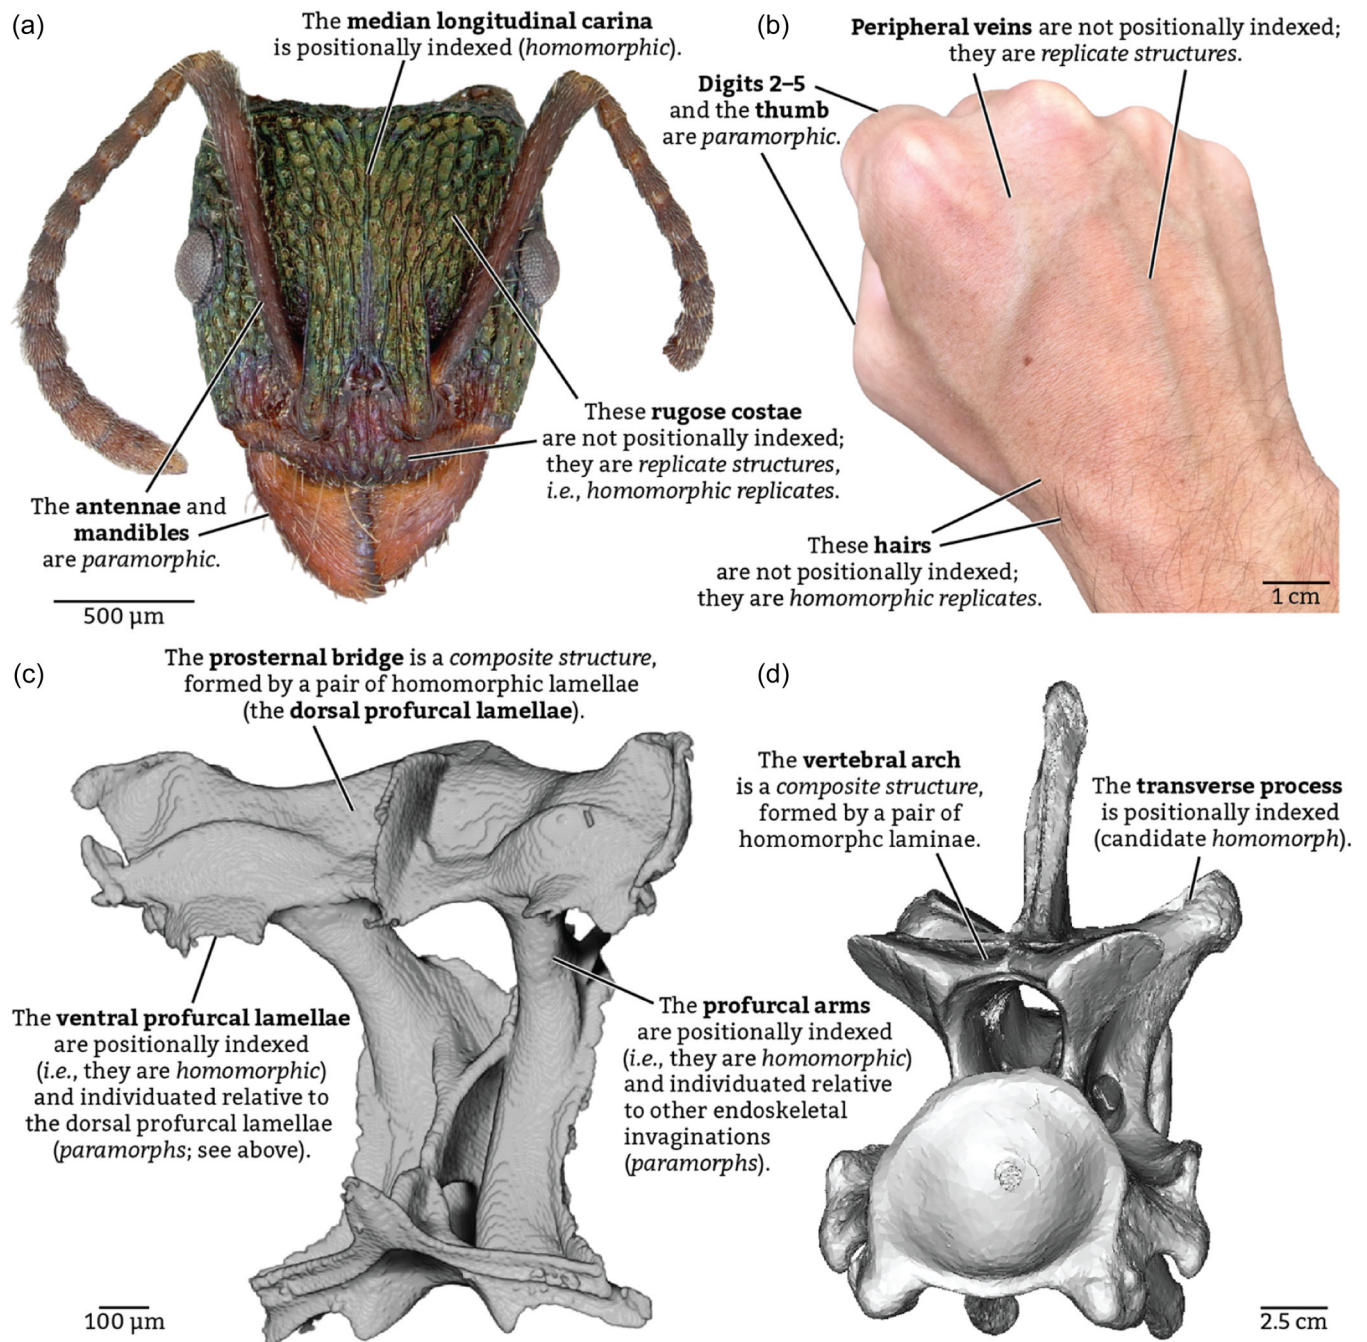 (a)
The median longitudinal carina
is positionally indexed (homomorphic).
The antennae and
mandibles
are paramorphic.
These rugose costae
are not positionally indexed;
they are replicate structures,
i.e., homomorphic replicates.
500 µm
(b)
Peripheral veins are not positionally indexed;
they are replicate structures.
Digits 2–5
and the thumb
are paramorphic.
These hairs
are not positionally indexed;
they are homomorphic replicates.
1 cm
(c)
The prosternal bridge is a composite structure,
formed by a pair of homomorphic lamellae
(the dorsal profurcal lamellae).
The ventral profurcal lamellae
are positionally indexed
(i.e., they are homomorphic)
and individuated relative to
the dorsal profurcal lamellae
(paramorphs; see above).
The profurcal arms
are positionally indexed
(i.e., they are homomorphic)
and individuated relative
to other endoskeletal
invaginations
(paramorphs).
100 µm
(d)
The vertebral arch
is a composite structure,
formed by a pair of
homomorphc laminae.
The transverse process
is positionally indexed
(candidate homomorph).
2.5 cm